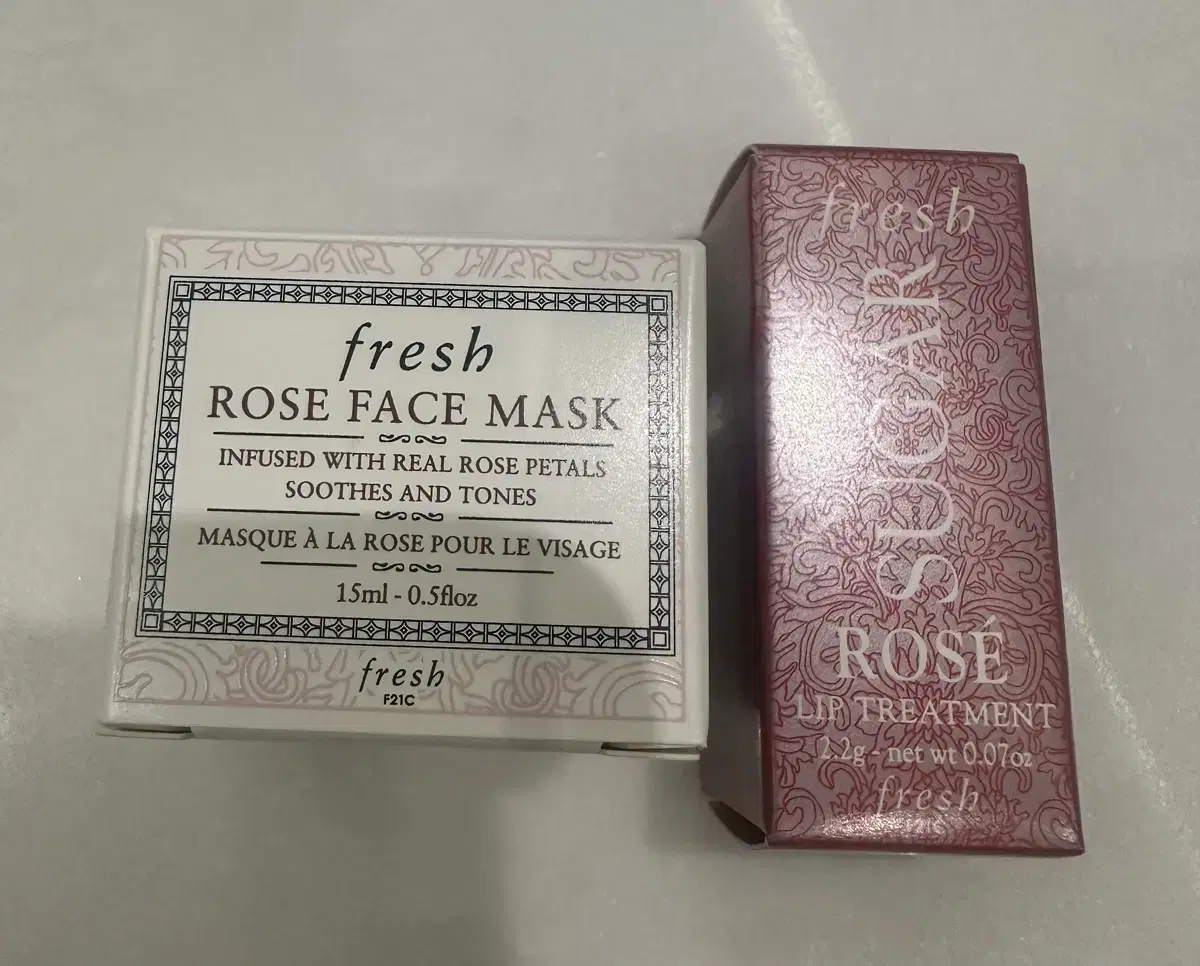 fresh
ROSE FACE MASK
INFUSED WITH REAL ROSE PETALS
SOOTHES AND TONES
MASQUE À LA ROSE POUR LE VISAGE
15ml - 0.5floz
fresh
F21C
fresh
SUGAR
ROSÉ
LIP TREATMENT
2.2g - net wt 0.07oz
fresh